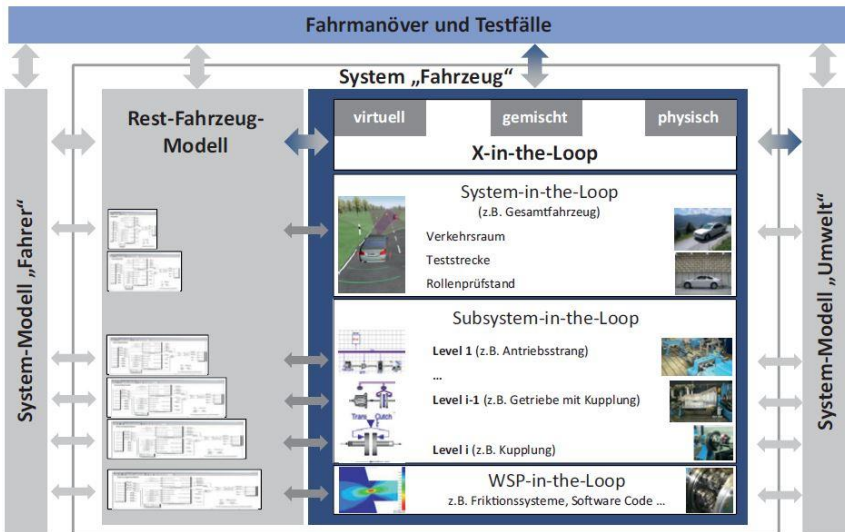 Fahrmanöver und Testfälle
System „Fahrzeug“
System-Modell „Fahrer“
Rest-Fahrzeug-
Modell
virtuell
gemischt
physisch
X-in-the-Loop
System-in-the-Loop
(z.B. Gesamtfahrzeug)
Verkehrsraum
Teststrecke
Rollenprüfstand
Subsystem-in-the-Loop
Level 1 (z.B. Antriebsstrang)
...
Level i-1 (z.B. Getriebe mit Kupplung)
Trans
Clutch
Level i (z.B. Kupplung)
WSP-in-the-Loop
z.B. Friktionssysteme, Software Code ...
System-Modell „Umwelt“